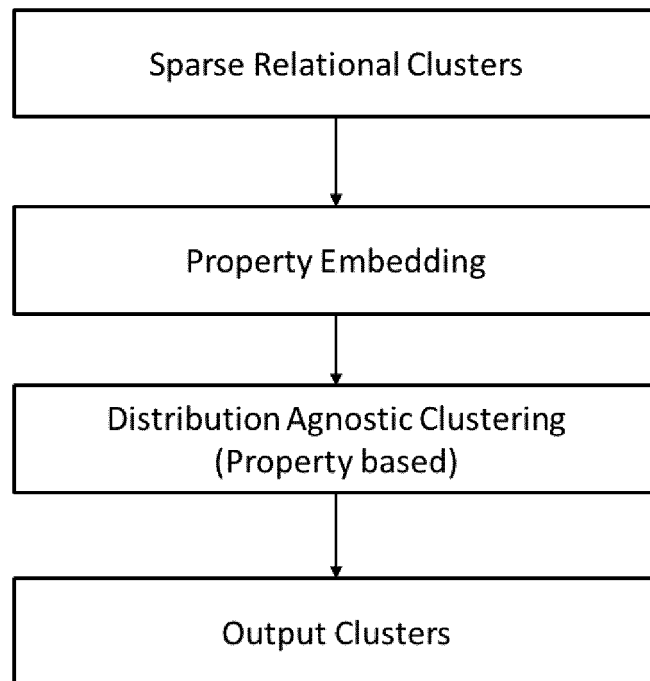 Sparse Relational Clusters
Property Embedding
Distribution Agnostic Clustering
(Property based)
Output Clusters